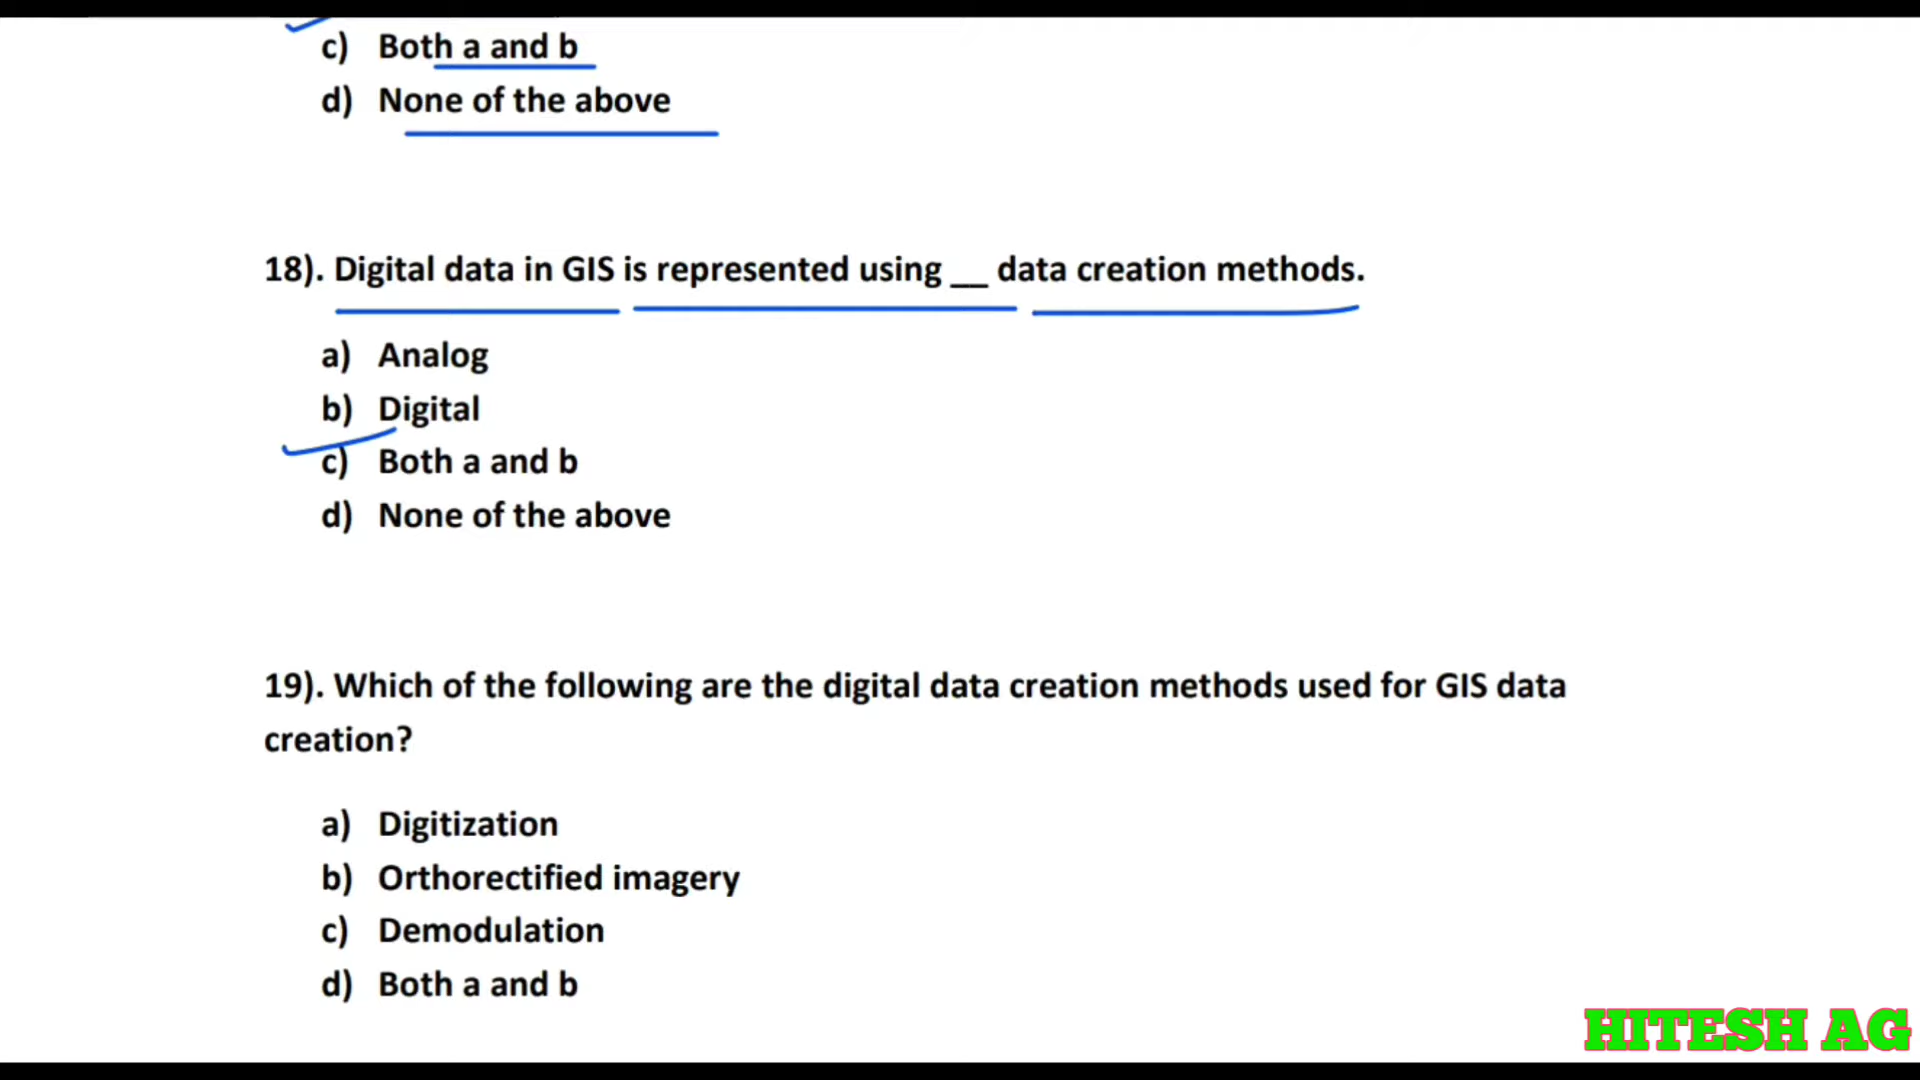 c) Both a and b
d) None of the above
18). Digital data in GIS is represented using __ data creation methods.
a) Analog
b) Digital
c) Both a and b
d) None of the above
19). Which of the following are the digital data creation methods used for GIS data
creation?
a) Digitization
b) Orthorectified imagery
c) Demodulation
d) Both a and b
HITESH AG